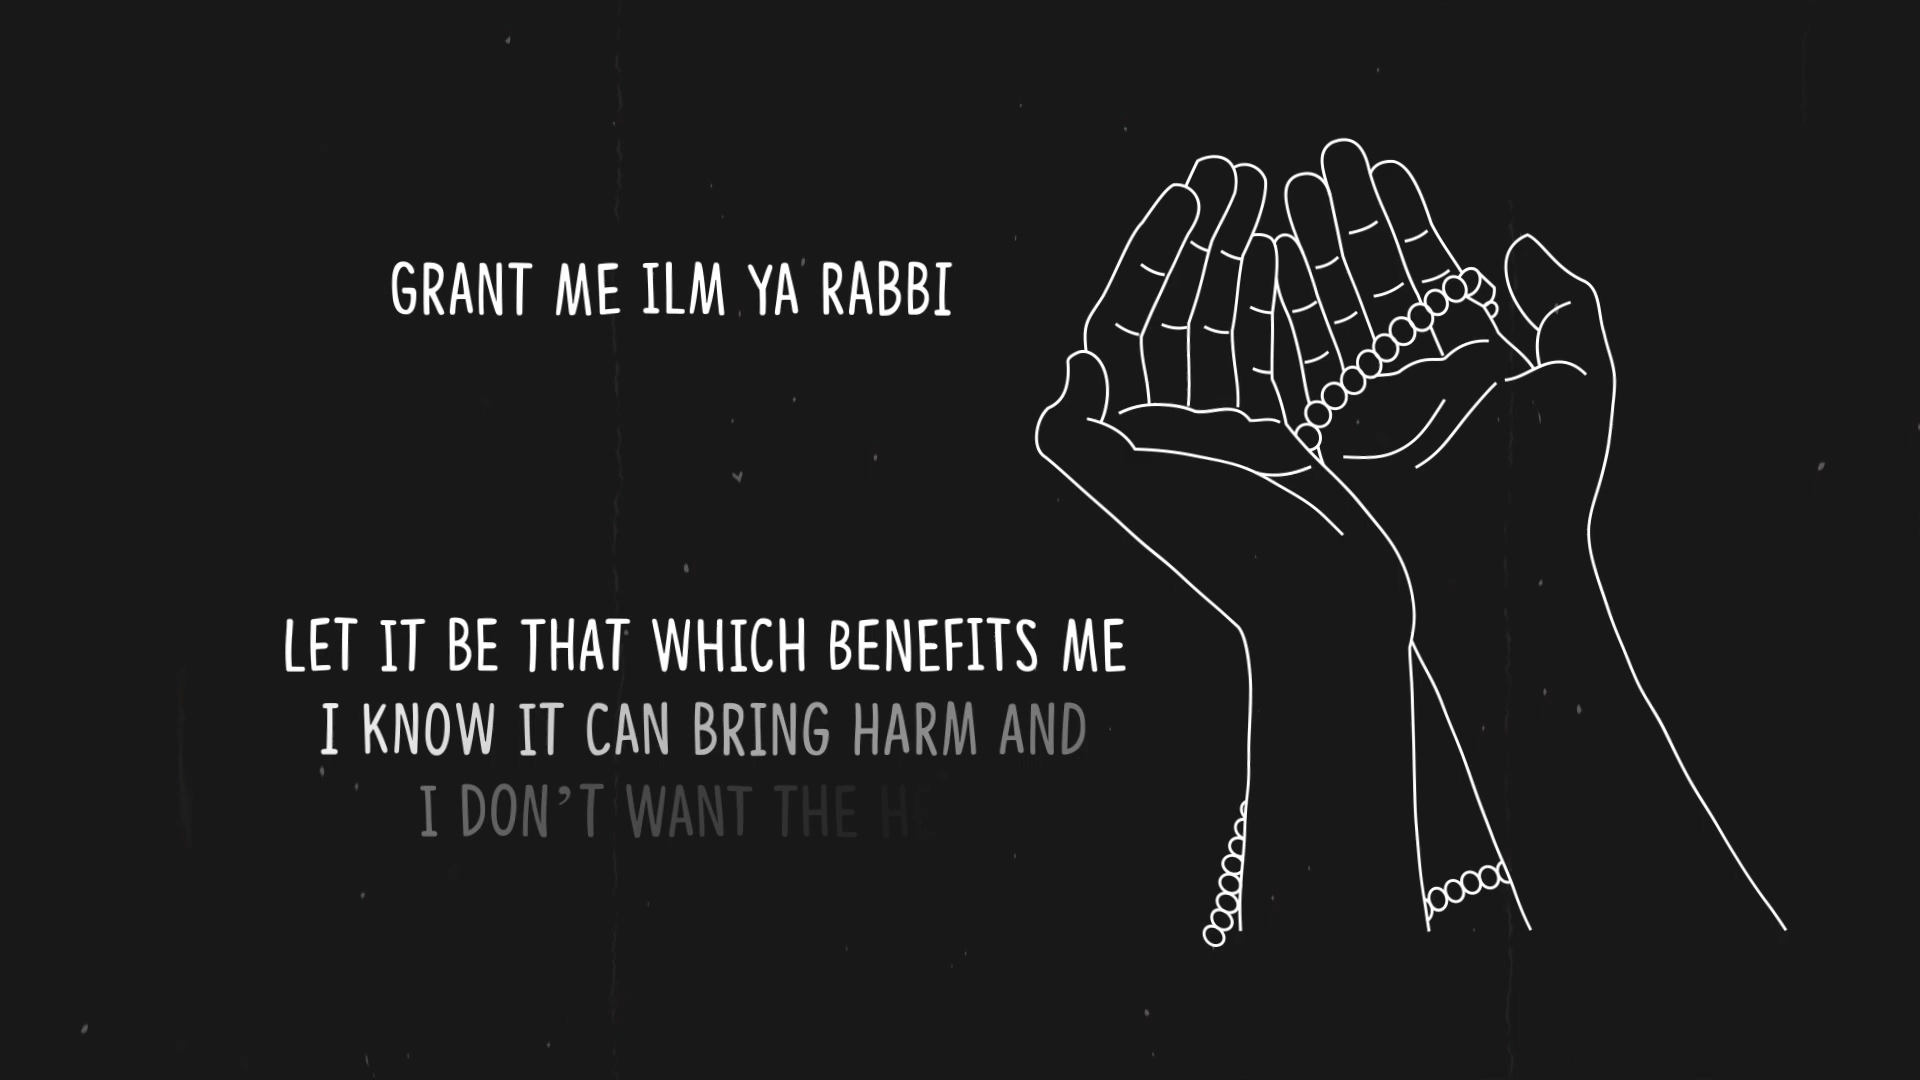 GRANT ME ILM YA RABBI
LET IT BE THAT WHICH BENEFITS ME
I KNOW IT CAN BRING HARM AND
I DON'T WANT THE